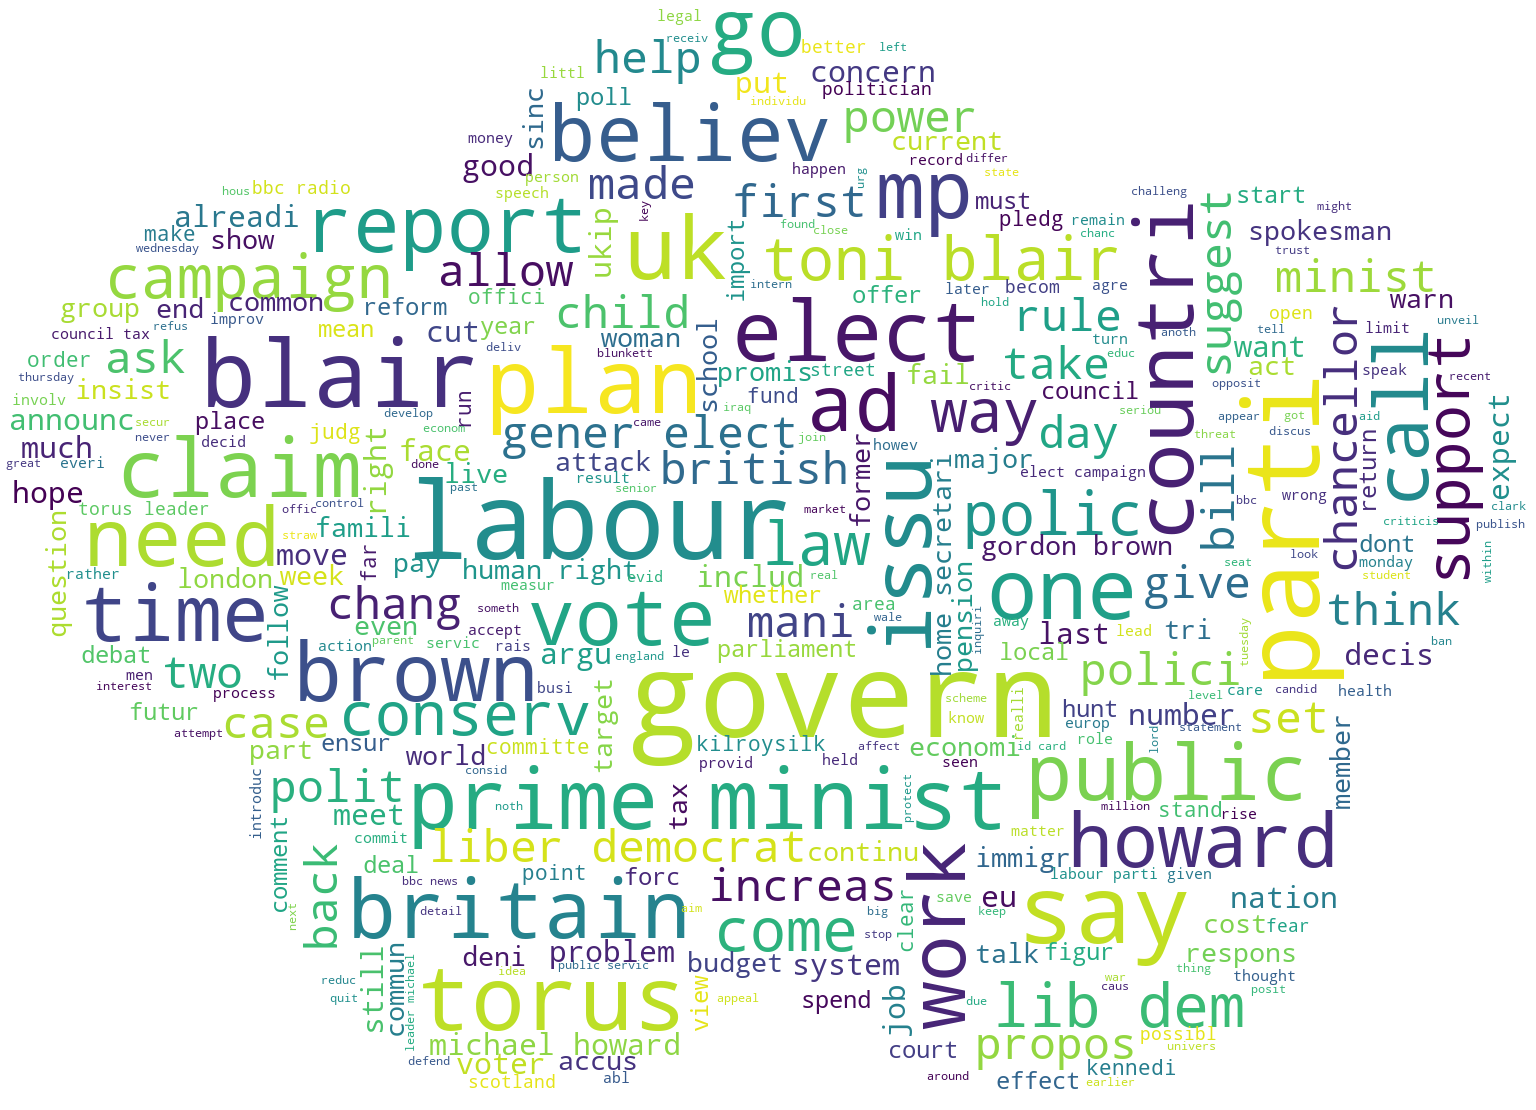 legal
go
receiv
better
left
help
concern
littl
put
politician
individu
poll
sinc
believ
power
current
money
good
person
happen
record
differ
state
urg
made
first
mp
must
speech
hous
bbc radio
alreadi
report
key
challeng
start
might
make
show
wednesday
ukip
uk
found
close
win
pledg
remain
chanc
suggest
spokesman
trust
campaign
allow
import
toni blair
countri
minist
group
end
common
offici
intern
offer
later
becom
agre
hold
warn
council tax
refus
improv
reform
mean
cut
year
child
woman
school
elect
rule
turn
anoth
tell
open
limit
unveil
order
ask
blair
deliv
plan
blunkett
promis
street
fail
take
educ
want
chancellor
speak
call
support
recent
thursday
insist
involv
run
iraq
fund
critic
ad
way
council
opposit
act
announc
secur
place
develop
econom
came
gener elect
join
day
seriou
appear
got
aid
discus
parti
expect
much
never
decid
judg
right
face
attack
british
howev
former
major
threat
bill
return
great
everi
claim
done
live
result
senior
elect campaign
bbc
wrong
hope
torus leader
offic
control
past
labour
market
law
issu
polic
criticis
clark
publish
question
need
straw
famili
move
far
pay
human right
evid
includ
real
home secretari
gordon brown
look
dont
monday
within
rather
london
week
measur
whether
area
pension
inquiri
one
give
seat
student
time
follow
chang
someth
vote
mani
wale
away
last
lead
tri
think
tuesday
ban
debat
even
accept
action
parent
servic
rais
argu
england
le
parliament
local
polici
decis
men
two
interest
process
brown
busi
govern
scheme
know
realli
europ
hunt
level
care
candid
health
futur
attempt
case
conserv
target
number
statement
set
part
ensur
world
committe
kilroysilk
affect
economi
id card
role
lord
member
introduc
polit
consid
provid
held
seen
prime minist
noth
tax
protect
public
million
stand
rise
meet
comment
commit
liber democrat
continu
matter
howard
back
deal
bbc news
point
forc
increas
work
immigr
labour parti given
next
britain
detail
aim
come
big
stop
clear
save
keep
eu
say
nation
cost
fear
still
commun
deni
problem
public servic
idea
budget
system
talk
figur
respons
reduc
quit
leader michael
torus
view
appeal
spend
job
due
war
caus
thing
thought
posit
lib dem
michael howard
voter
defend
scotland
accus
abl
court
around
propos
effect
possibl
univers
kennedi
earlier